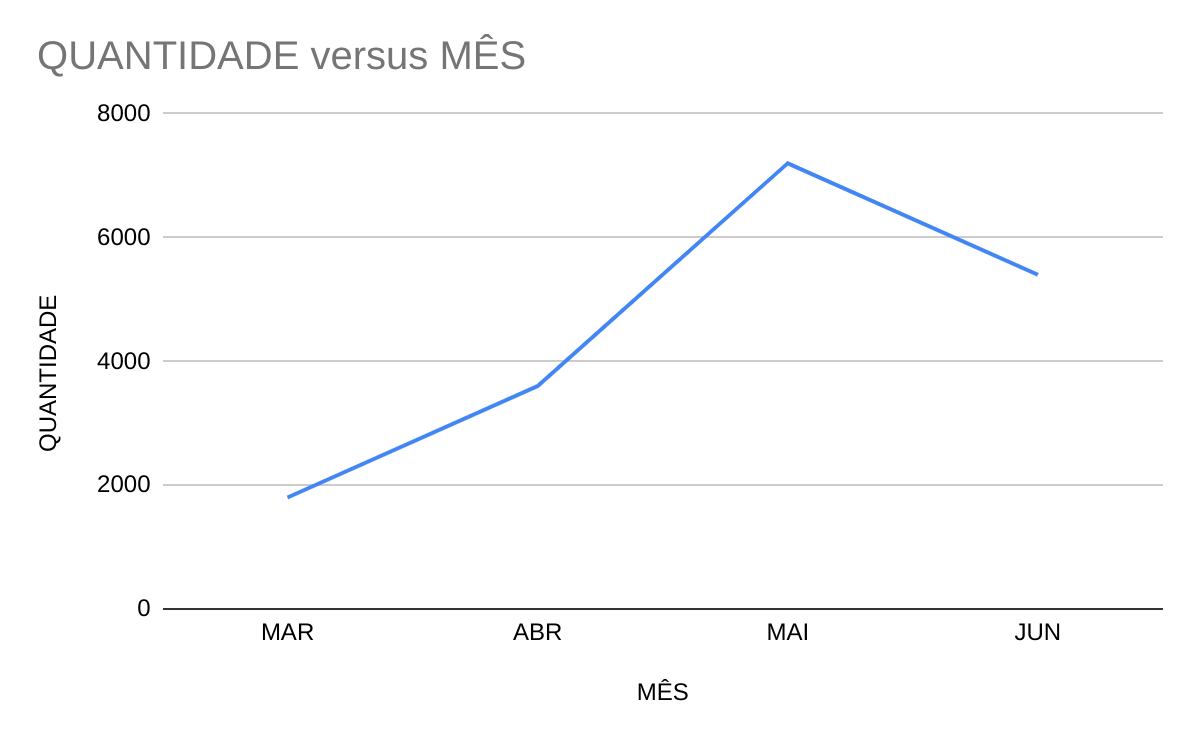 QUANTIDADE versus MÊS
8000
6000
4000
2000
0
QUANTIDADE
MAR ABR MAI JUN
MÊS